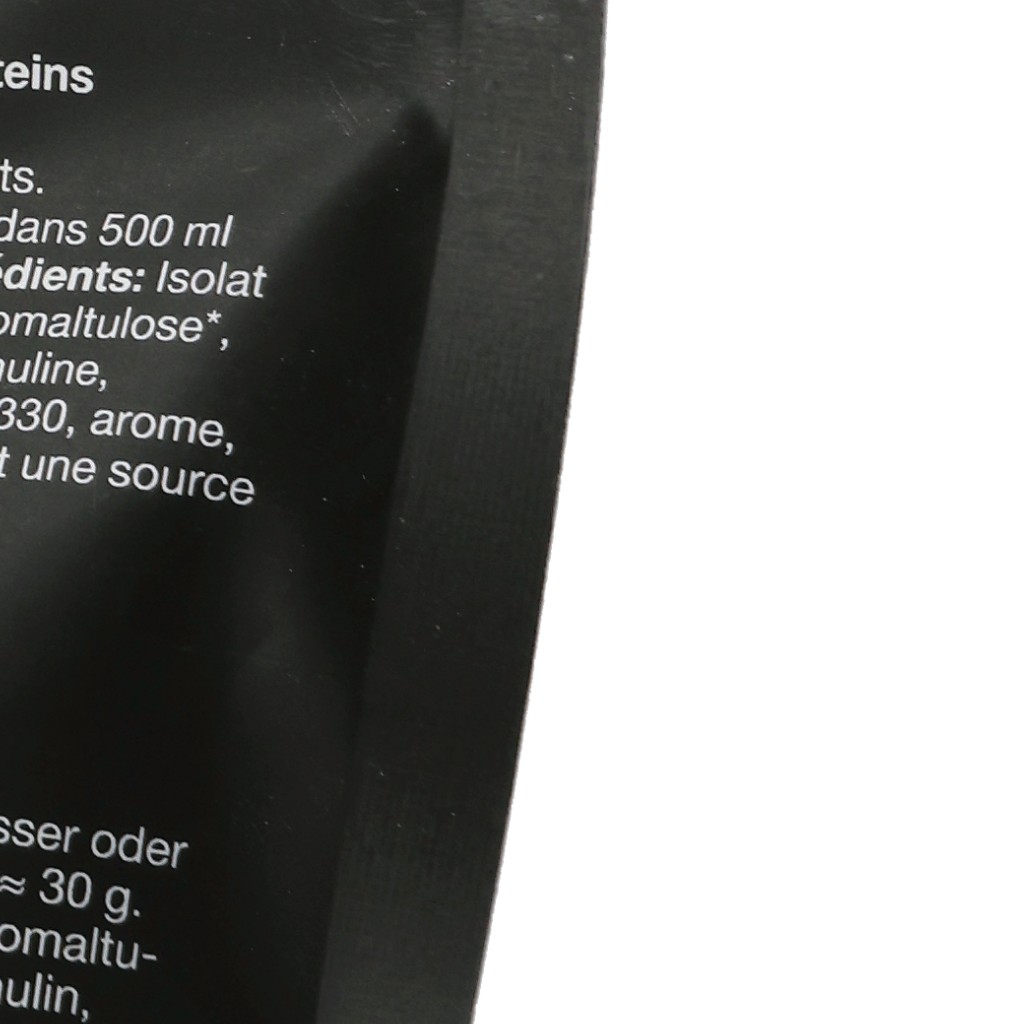 teins
ts.
dans 500 ml
édients: Isolat
omaltulose*,
nuline,
330, arome,
t une source
sser oder
≈ 30 g.
omaltu-
nulin,